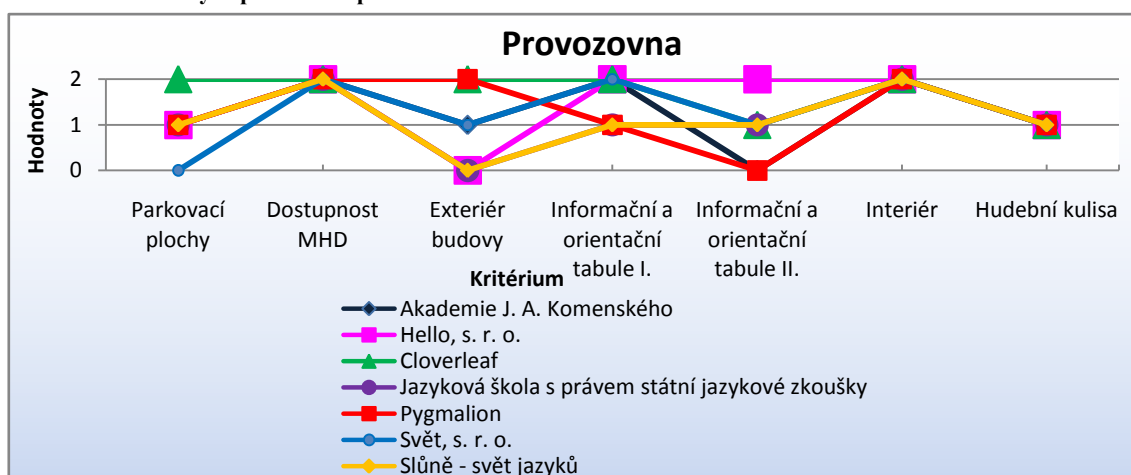 Provozovna
Hodnoty
2
1
0
Parkovací plochy
Dostupnost MHD
Exteriér budovy
Informační a orientační tabule I.
Informační a orientační tabule II.
Interiér
Hudební kulisa
Kritérium
Akademie J. A. Komenského
Hello, s. r. o.
Cloverleaf
Jazyková škola s právem státní jazykové zkoušky
Pygmalion
Svět, s. r. o.
Slůně - svět jazyků